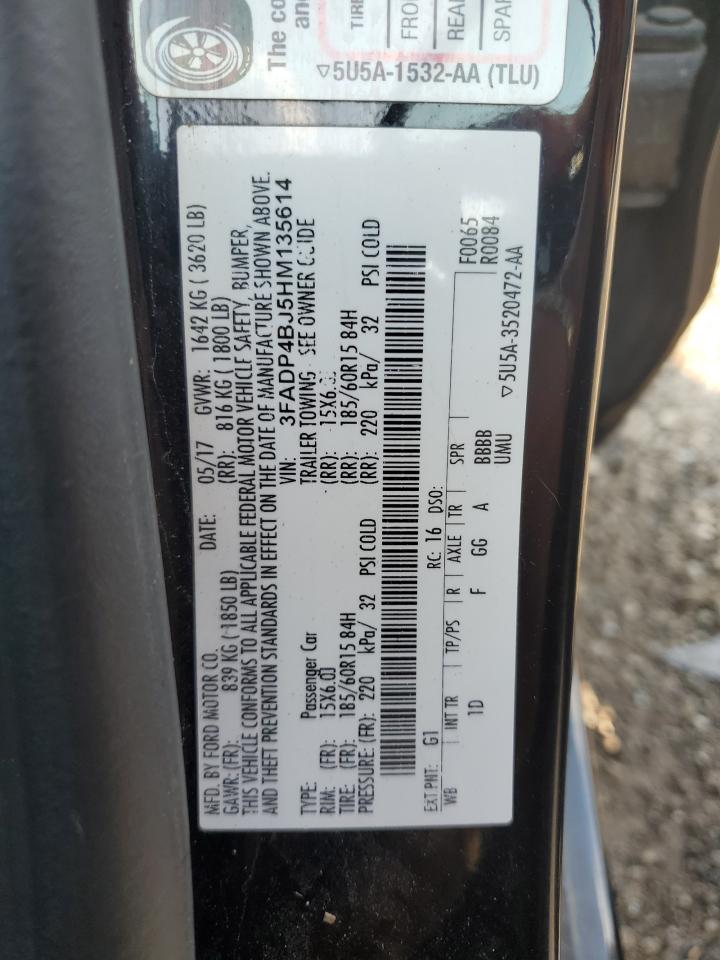 The co
and
TIRE
FRO
REA
SPA
▽5U5A-1532-AA (TLU)
MFD. BY FORD MOTOR CO. DATE: 05/17 GVWR: 1642 KG ( 3620 LB)
GAWR: (FR): 839 KG ( 1850 LB) (RR): 816 KG ( 1800 LB)
THIS VEHICLE CONFORMS TO ALL APPLICABLE FEDERAL MOTOR VEHICLE SAFETY, BUMPER,
AND THEFT PREVENTION STANDARDS IN EFFECT ON THE DATE OF MANUFACTURE SHOWN ABOVE.
VIN: 3FADP4BJ5HM135614
TYPE: Passenger Car TRAILER TOWING - SEE OWNER GUIDE
RIM: (FR): 15X6.0J (RR): 15X6.
TIRE: (FR): 185/60R15 84H (RR): 185/60R15 84H
PRESSURE: (FR): 220 kPa/ 32 PSI COLD (RR): 220 kPa/ 32 PSI COLD
EXT PNT: G1 RC: 16 DSO: F0065
R0084
WB INT TR TP/PS R AXLE TR SPR
1D F GG A BBBB
UMU
▽5U5A-3520472-AA